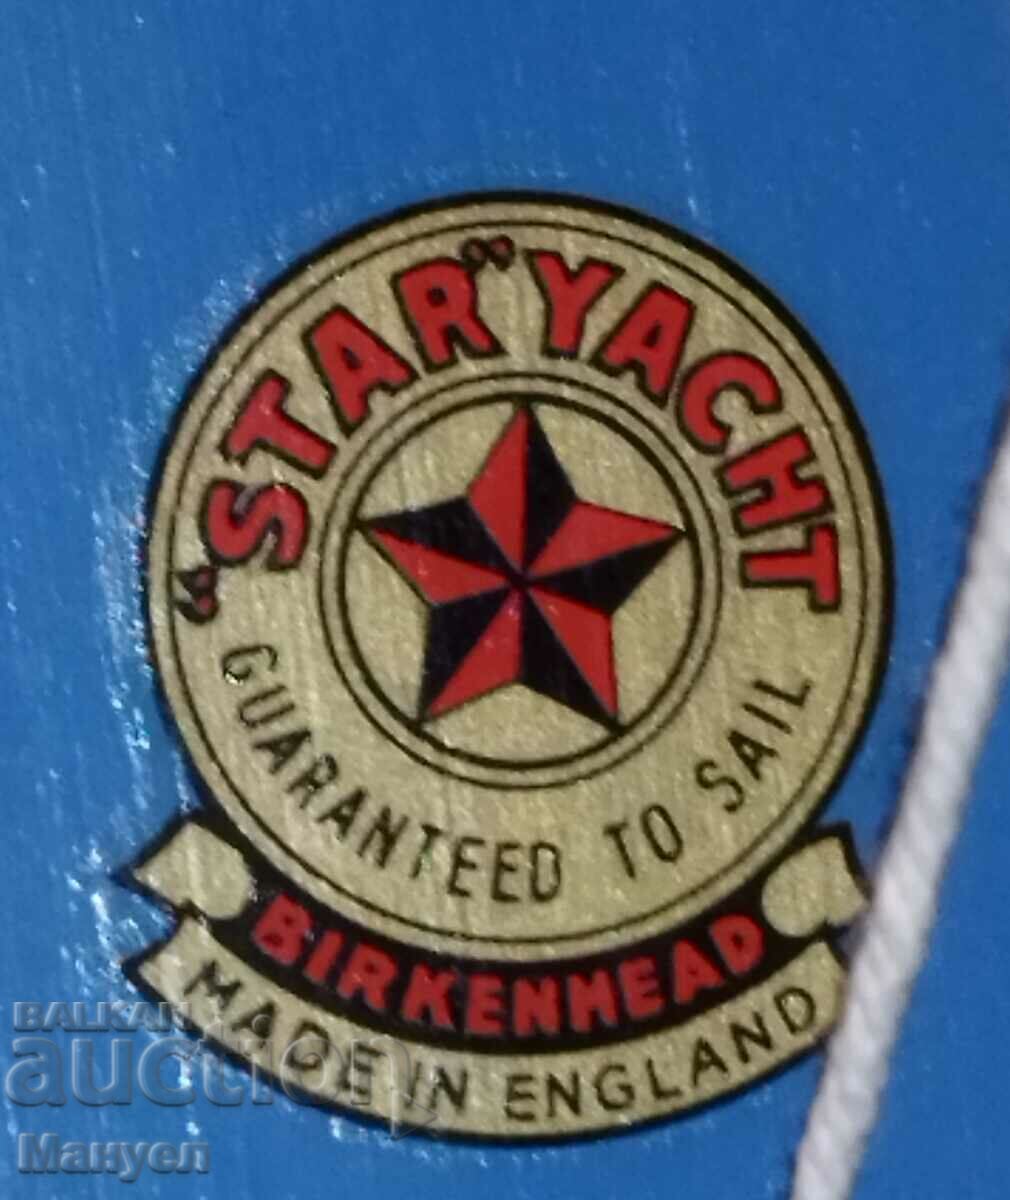 "STAR" YACHT
GUARANTEED TO SAIL
BIRKENHEAD
MADE IN ENGLAND
BALKAN
auction
Мануел